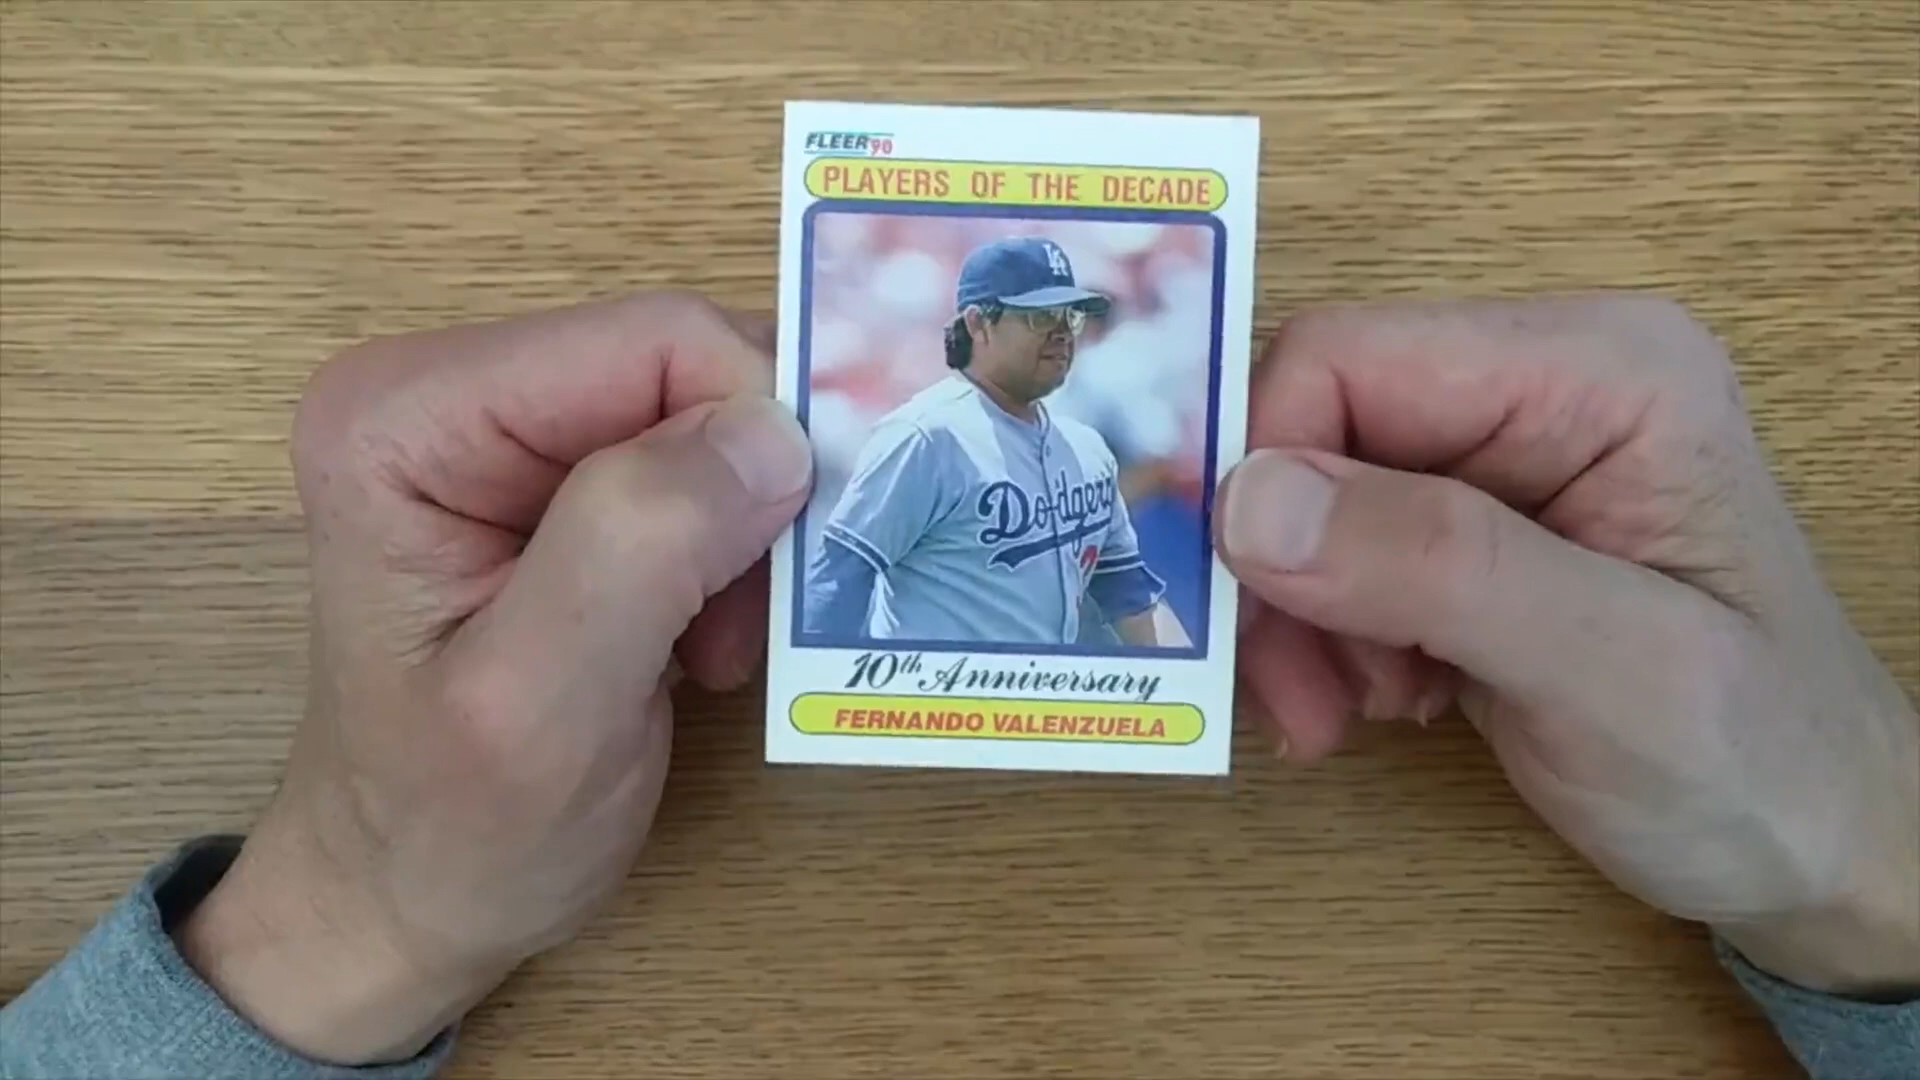 FLEER 90
PLAYERS OF THE DECADE
LA
Dodgers
10th Anniversary
FERNANDO VALENZUELA